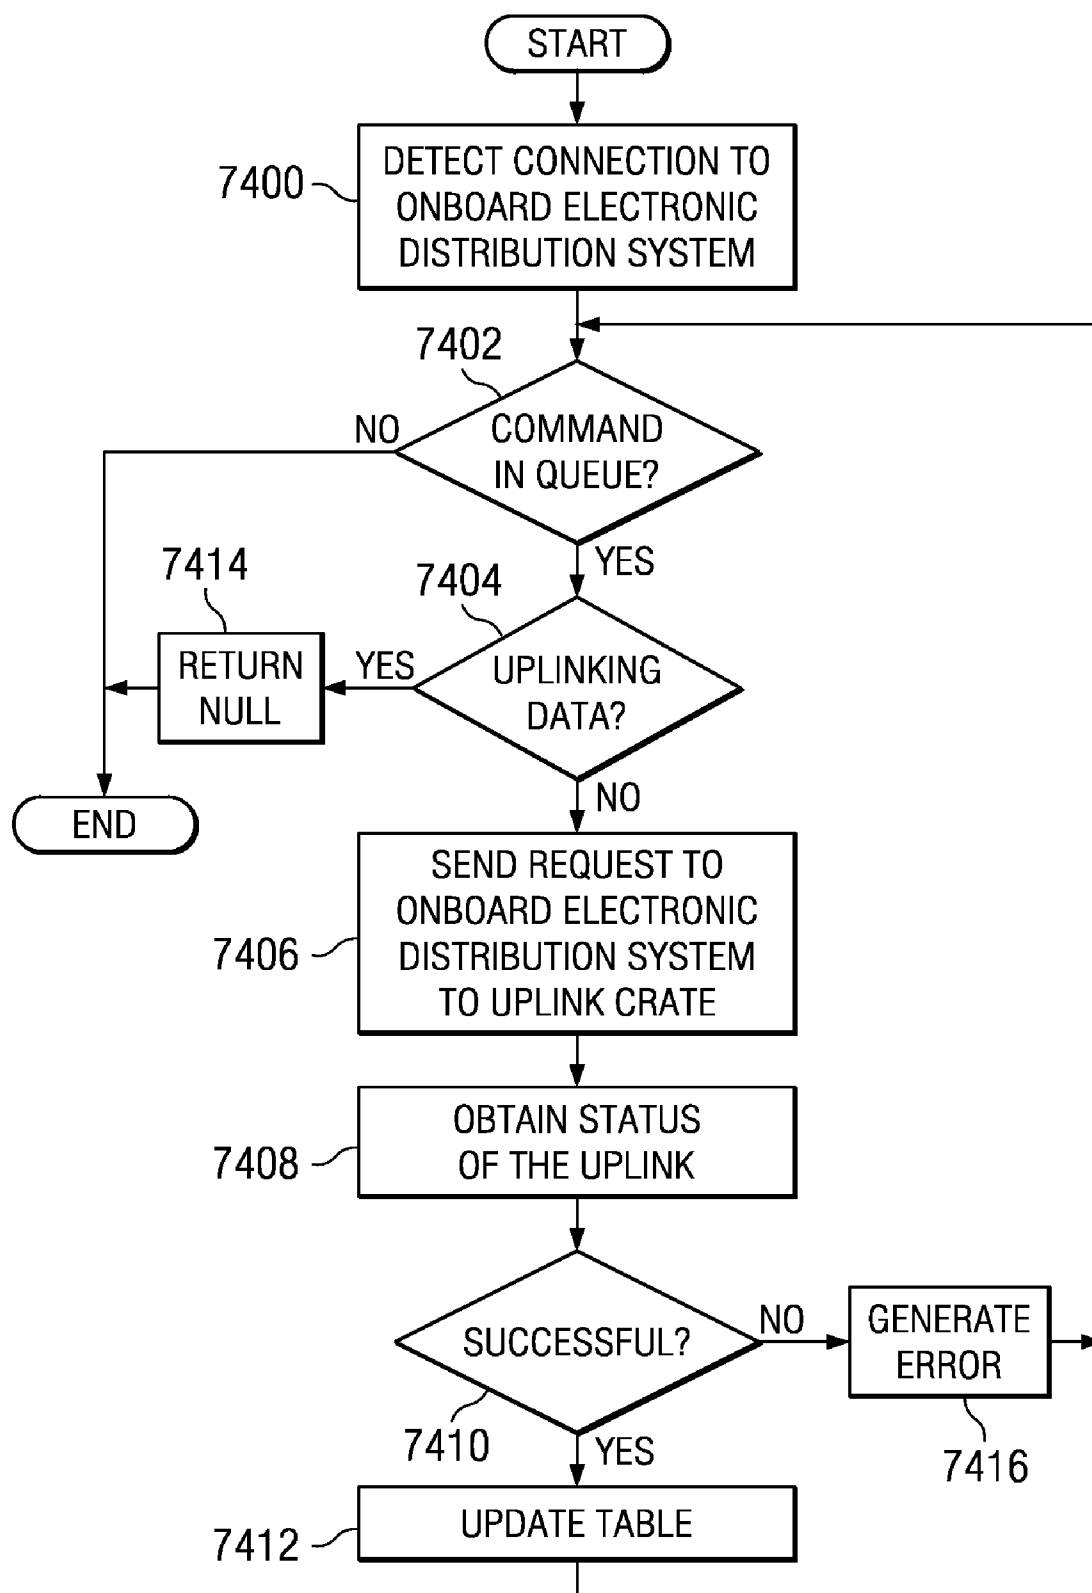 START
7400
DETECT CONNECTION TO
ONBOARD ELECTRONIC
DISTRIBUTION SYSTEM
7402
NO
COMMAND
IN QUEUE?
YES
7414
7404
RETURN
NULL
YES
UPLINKING
DATA?
END
NO
7406
SEND REQUEST TO
ONBOARD ELECTRONIC
DISTRIBUTION SYSTEM
TO UPLINK CRATE
7408
OBTAIN STATUS
OF THE UPLINK
SUCCESSFUL?
NO
GENERATE
ERROR
7410
YES
7416
7412
UPDATE TABLE